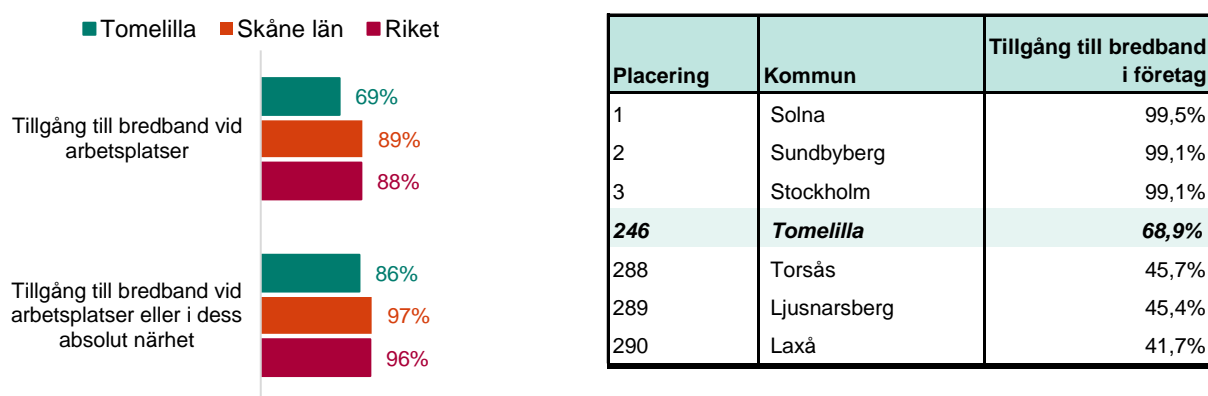 Tomelilla Skåne län Riket
Tillgång till bredband vid
arbetsplatser
69%
89%
88%
Tillgång till bredband vid
arbetsplatser eller i dess
absolut närhet
86%
97%
96%
Placering Kommun Tillgång till bredband
i företag
1 Solna 99,5%
2 Sundbyberg 99,1%
3 Stockholm 99,1%
246 Tomelilla 68,9%
288 Torsås 45,7%
289 Ljusnarsberg 45,4%
290 Laxå 41,7%